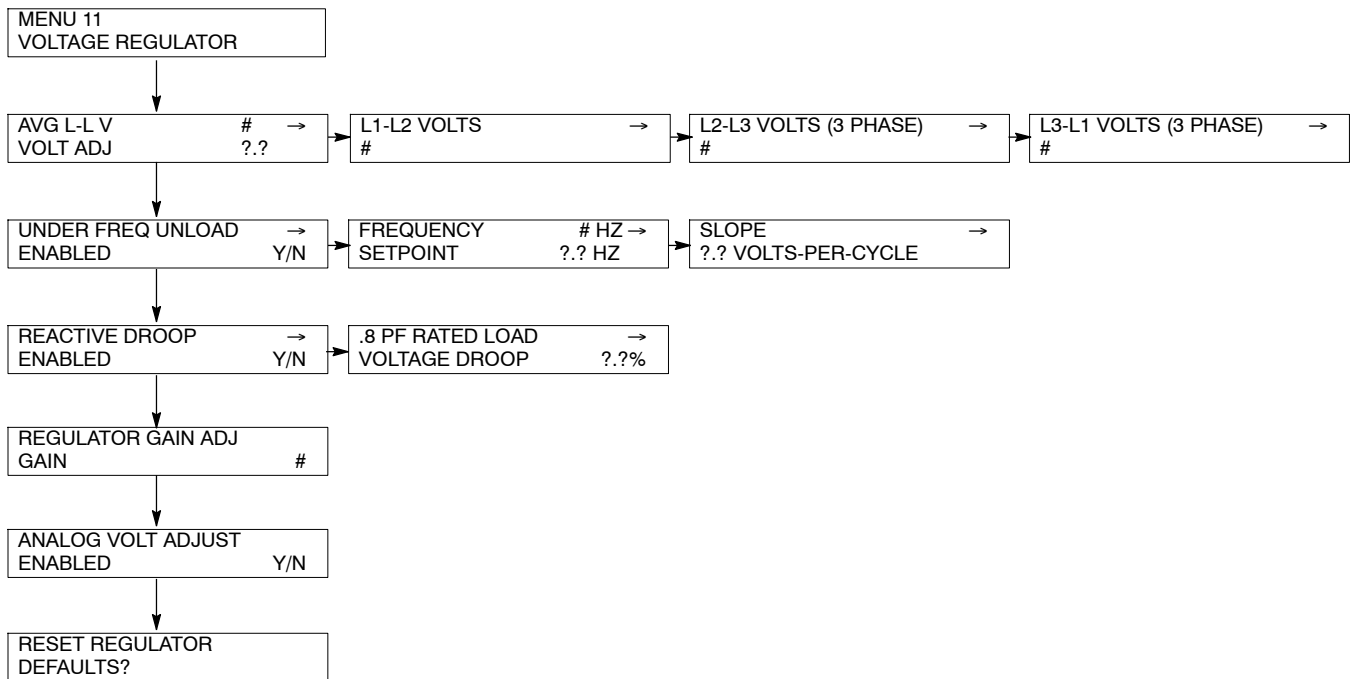 MENU 11
VOLTAGE REGULATOR
AVG L-L V # →
VOLT ADJ ?.?
L1-L2 VOLTS →
#
L2-L3 VOLTS (3 PHASE) →
#
L3-L1 VOLTS (3 PHASE) →
#
UNDER FREQ UNLOAD →
ENABLED Y/N
FREQUENCY # HZ →
SETPOINT ?.? HZ
SLOPE →
?.? VOLTS-PER-CYCLE
REACTIVE DROOP →
ENABLED Y/N
.8 PF RATED LOAD →
VOLTAGE DROOP ?.?%
REGULATOR GAIN ADJ
GAIN #
ANALOG VOLT ADJUST
ENABLED Y/N
RESET REGULATOR
DEFAULTS?